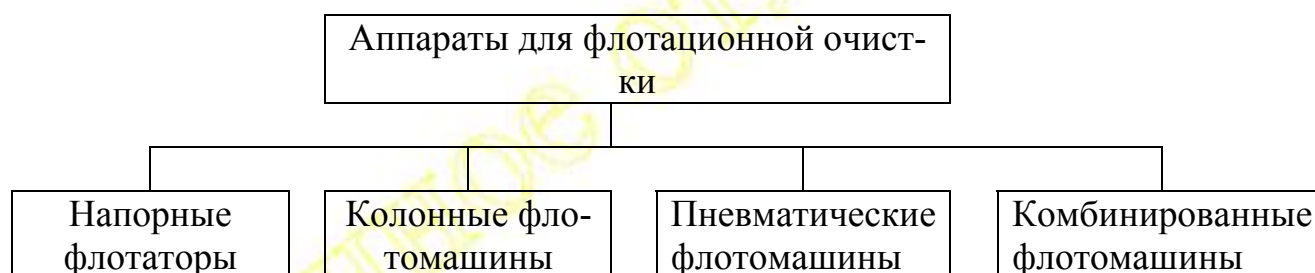 Аппараты для флотационной очист-
ки
Напорные
флотаторы
Колонные фло-
томашины
Пневматические
флотомашины
Комбинированные
флотомашины